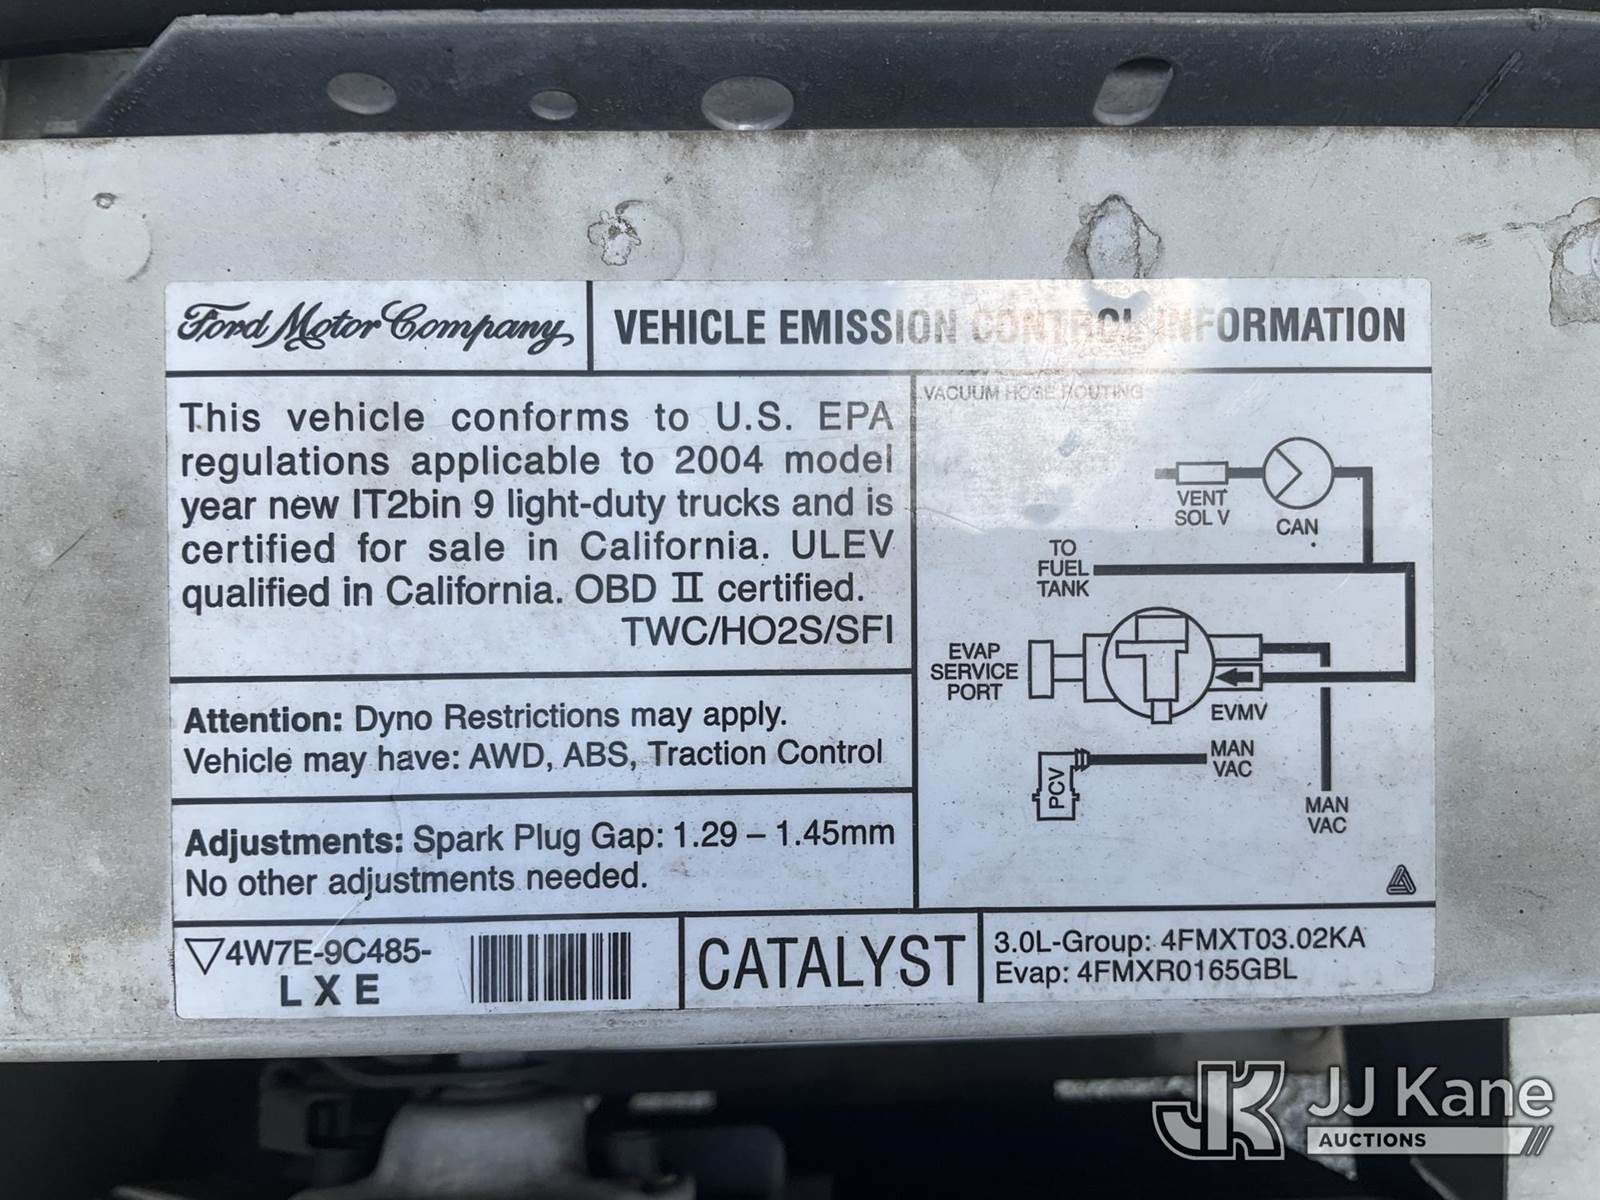 Ford Motor Company
VEHICLE EMISSION CONTROL INFORMATION
This vehicle conforms to U.S. EPA
regulations applicable to 2004 model
year new IT2bin 9 light-duty trucks and is
certified for sale in California. ULEV
qualified in California. OBD II certified.
TWC/HO2S/SFI
Attention: Dyno Restrictions may apply.
Vehicle may have: AWD, ABS, Traction Control
Adjustments: Spark Plug Gap: 1.29 – 1.45mm
No other adjustments needed.
VACUUM HOSE ROUTING
VENT
SOL V
CAN
TO
FUEL
TANK
EVAP
SERVICE
PORT
EVMV
PCV
MAN
VAC
MAN
VAC
4W7E-9C485-
LXE
CATALYST
3.0L-Group: 4FMXT03.02KA
Evap: 4FMXR0165GBL
JJ Kane
AUCTIONS